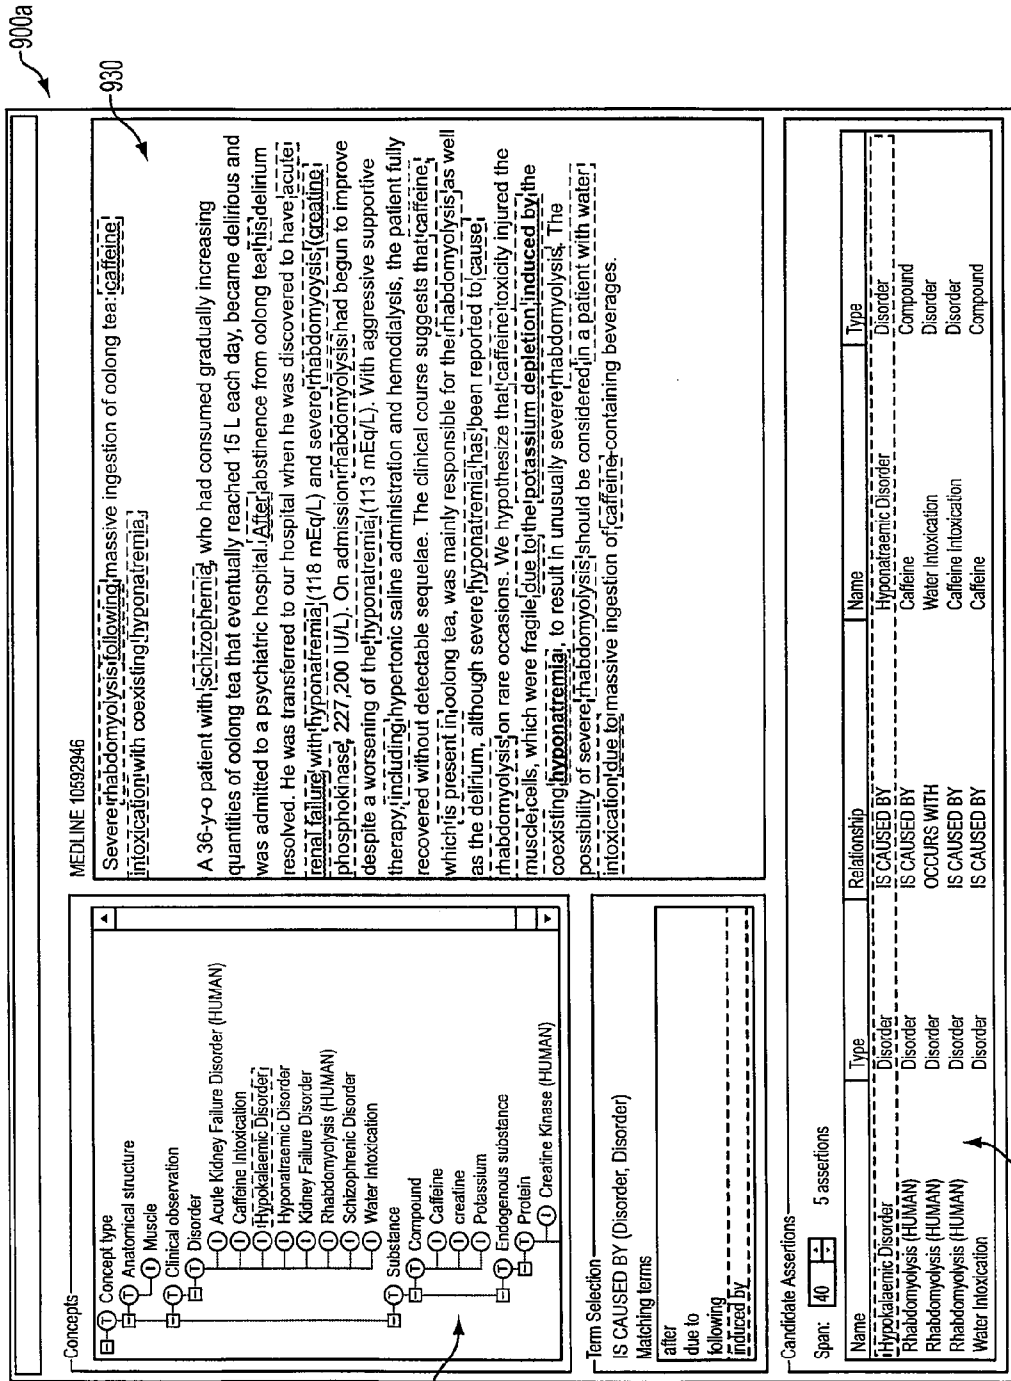 900a
930
Concepts
Concept type
Anatomical structure
Muscle
Clinical observation
Disorder
Acute Kidney Failure Disorder (HUMAN)
Caffeine Intoxication
Hypokalaemic Disorder
Hyponatraemic Disorder
Kidney Failure Disorder
Rhabdomyolysis (HUMAN)
Schizophrenic Disorder
Water Intoxication
Substance
Compound
Caffeine
creatine
Potassium
Endogenous substance
Protein
Creatine Kinase (HUMAN)
MEDLINE 10592946
Severe rhabdomyolysis following massive ingestion of oolong tea: caffeine
intoxication with coexisting hyponatremia.
A 36-y-o patient with schizophemia, who had consumed gradually increasing
quantities of oolong tea that eventually reached 15 L each day, became delirious and
was admitted to a psychiatric hospital. After abstinence from oolong tea his delirium
resolved. He was transferred to our hospital when he was discovered to have acute
renal failure with hyponatremia (118 mEq/L) and severe rhabdomyoysis (creatine
phosphokinase, 227,200 IU/L). On admission rhabdomyolysis had begun to improve
despite a worsening of the hyponatremia (113 mEq/L). With aggressive supportive
therapy, including hypertonic saline administration and hemodialysis, the patient fully
recovered without detectable sequelae. The clinical course suggests that caffeine,
which is present in oolong tea, was mainly responsible for the rhabdomyolysis as well
as the delirium, although severe hyponatremia has been reported to cause
rhabdomyolysis on rare occasions. We hypothesize that caffeine toxicity injured the
muscle cells, which were fragile due to the potassium depletion induced by the
coexisting hyponatremia, to result in unusually severe rhabdomyolysis. The
possibility of severe rhabdomyolysis should be considered in a patient with water
intoxication due to massive ingestion of caffeine-containing beverages.
Term Selection
IS CAUSED BY (Disorder, Disorder)
Matching terms
after
due to
following
induced by
Candidate Assertions
Span: 40 5 assertions
Name Type Relationship Name Type
Hypokalaemic Disorder Disorder IS CAUSED BY Hyponatraemic Disorder Disorder
Rhabdomyolysis (HUMAN) Disorder IS CAUSED BY Caffeine Compound
Rhabdomyolysis (HUMAN) Disorder OCCURS WITH Water Intoxication Disorder
Rhabdomyolysis (HUMAN) Disorder IS CAUSED BY Caffeine Intoxication Disorder
Water Intoxication Disorder IS CAUSED BY Caffeine Compound